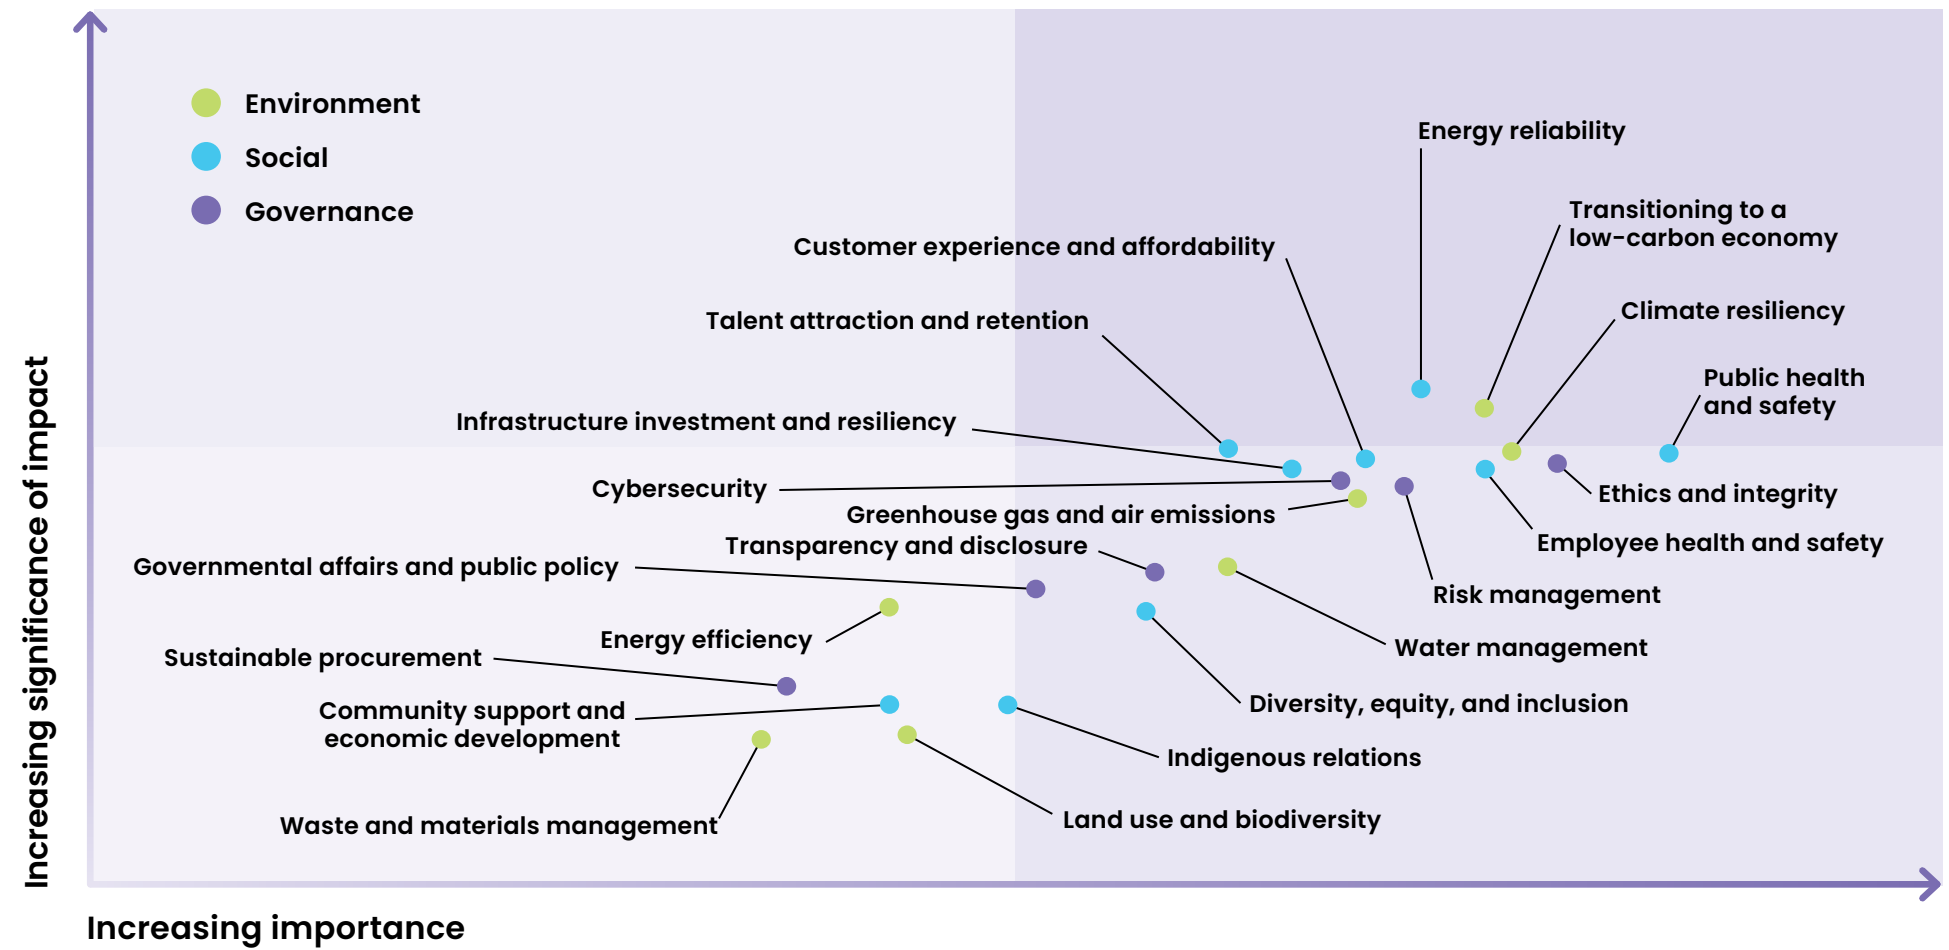 Environment
Social
Governance
Energy reliability
Transitioning to a
low-carbon economy
Customer experience and affordability
Climate resiliency
Talent attraction and retention
Public health
and safety
Infrastructure investment and resiliency
Cybersecurity
Ethics and integrity
Greenhouse gas and air emissions
Employee health and safety
Transparency and disclosure
Governmental affairs and public policy
Risk management
Energy efficiency
Water management
Sustainable procurement
Diversity, equity, and inclusion
Community support and
economic development
Indigenous relations
Land use and biodiversity
Waste and materials management
Increasing significance of impact
Increasing importance